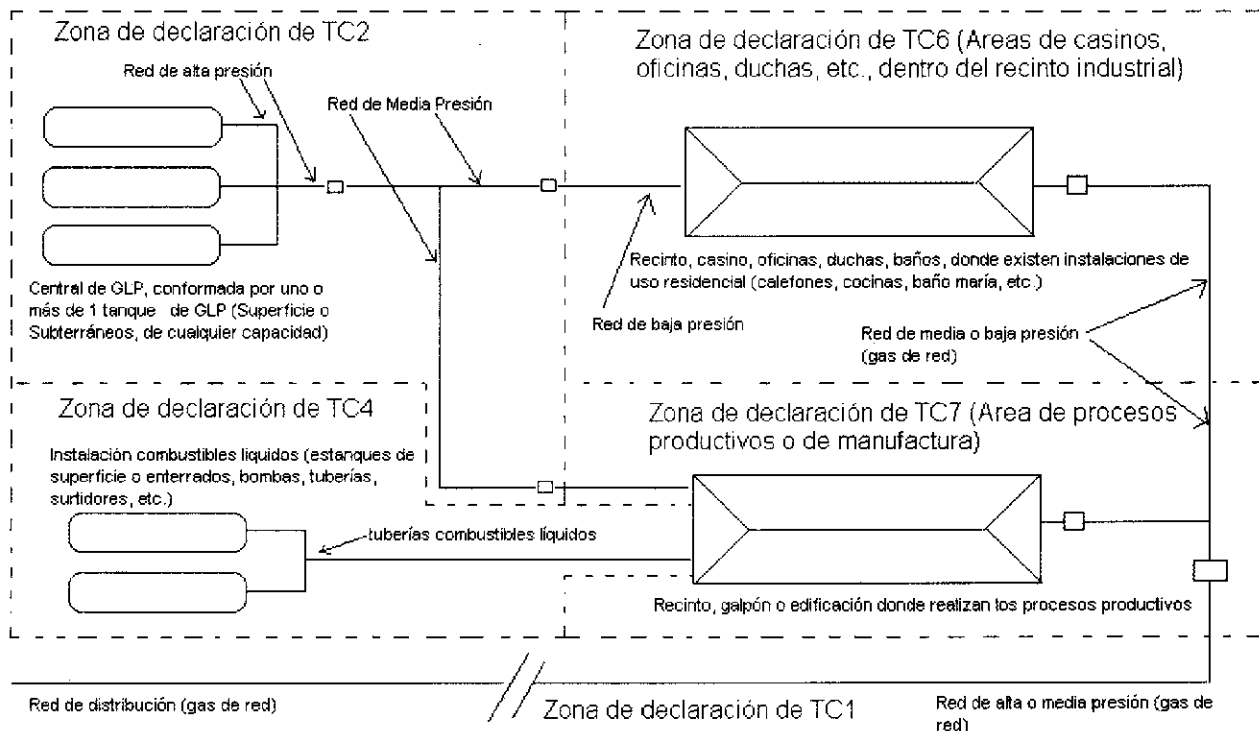 Zona de declaración de TC2
Red de alta presión
Red de Media Presión
Central de GLP, conformada por uno o
más de 1 tanque de GLP (Superficie o
Subterráneos, de cualquier capacidad)
Zona de declaración de TC6 (Areas de casinos,
oficinas, duchas, etc., dentro del recinto industrial)
Recinto, casino, oficinas, duchas, baños, donde existen instalaciones de
uso residencial (calefones, cocinas, baño maría, etc.)
Red de baja presión
Red de media o baja presión
(gas de red)
Zona de declaración de TC4
Instalación combustibles líquidos (estanques de
superficie o enterrados, bombas, tuberías,
surtidores, etc.)
tuberías combustibles líquidos
Zona de declaración de TC7 (Area de procesos
productivos o de manufactura)
Recinto, galpón o edificación donde realizan los procesos productivos
Red de distribución (gas de red)
Zona de declaración de TC1
Red de alta o media presión (gas de
red)